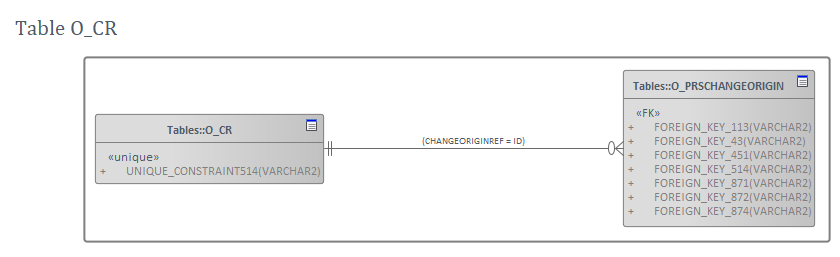 Table O_CR
Tables::O_CR
«unique»
+ UNIQUE_CONSTRAINT514(VARCHAR2)
(CHANGEORIGINREF = ID)
Tables::O_PRSCHANGEORIGIN
«FK»
+ FOREIGN_KEY_113(VARCHAR2)
+ FOREIGN_KEY_43(VARCHAR2)
+ FOREIGN_KEY_451(VARCHAR2)
+ FOREIGN_KEY_514(VARCHAR2)
+ FOREIGN_KEY_871(VARCHAR2)
+ FOREIGN_KEY_872(VARCHAR2)
+ FOREIGN_KEY_874(VARCHAR2)